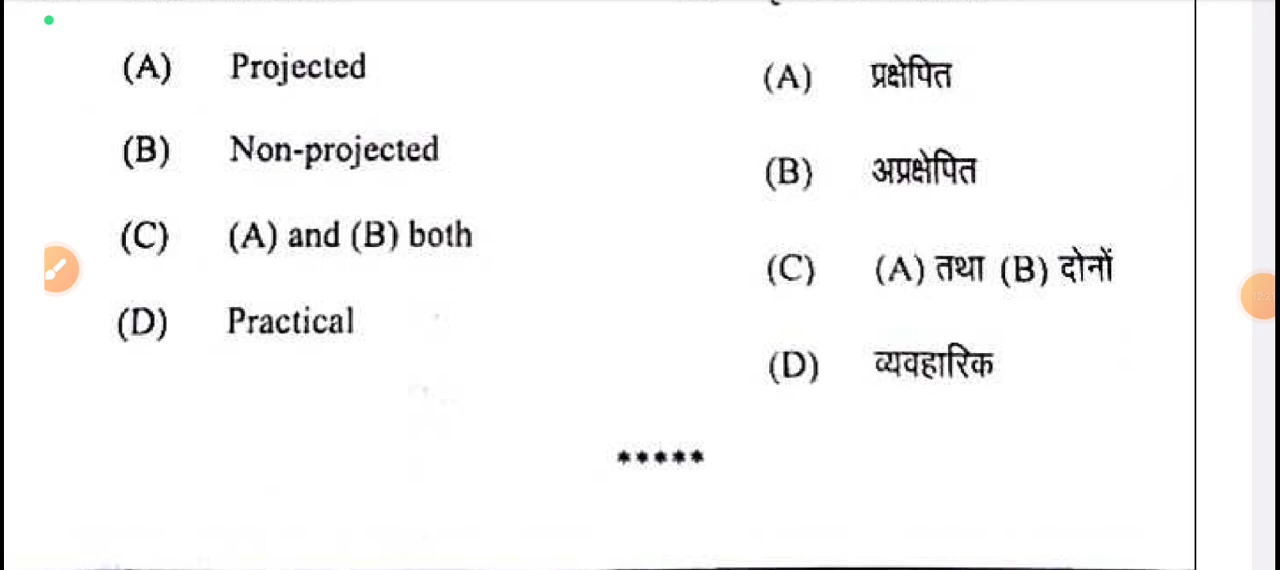 (A) Projected
(B) Non-projected
(C) (A) and (B) both
(D) Practical
(A) प्रक्षेपित
(B) अप्रक्षेपित
(C) (A) तथा (B) दोनों
(D) व्यवहारिक
*****